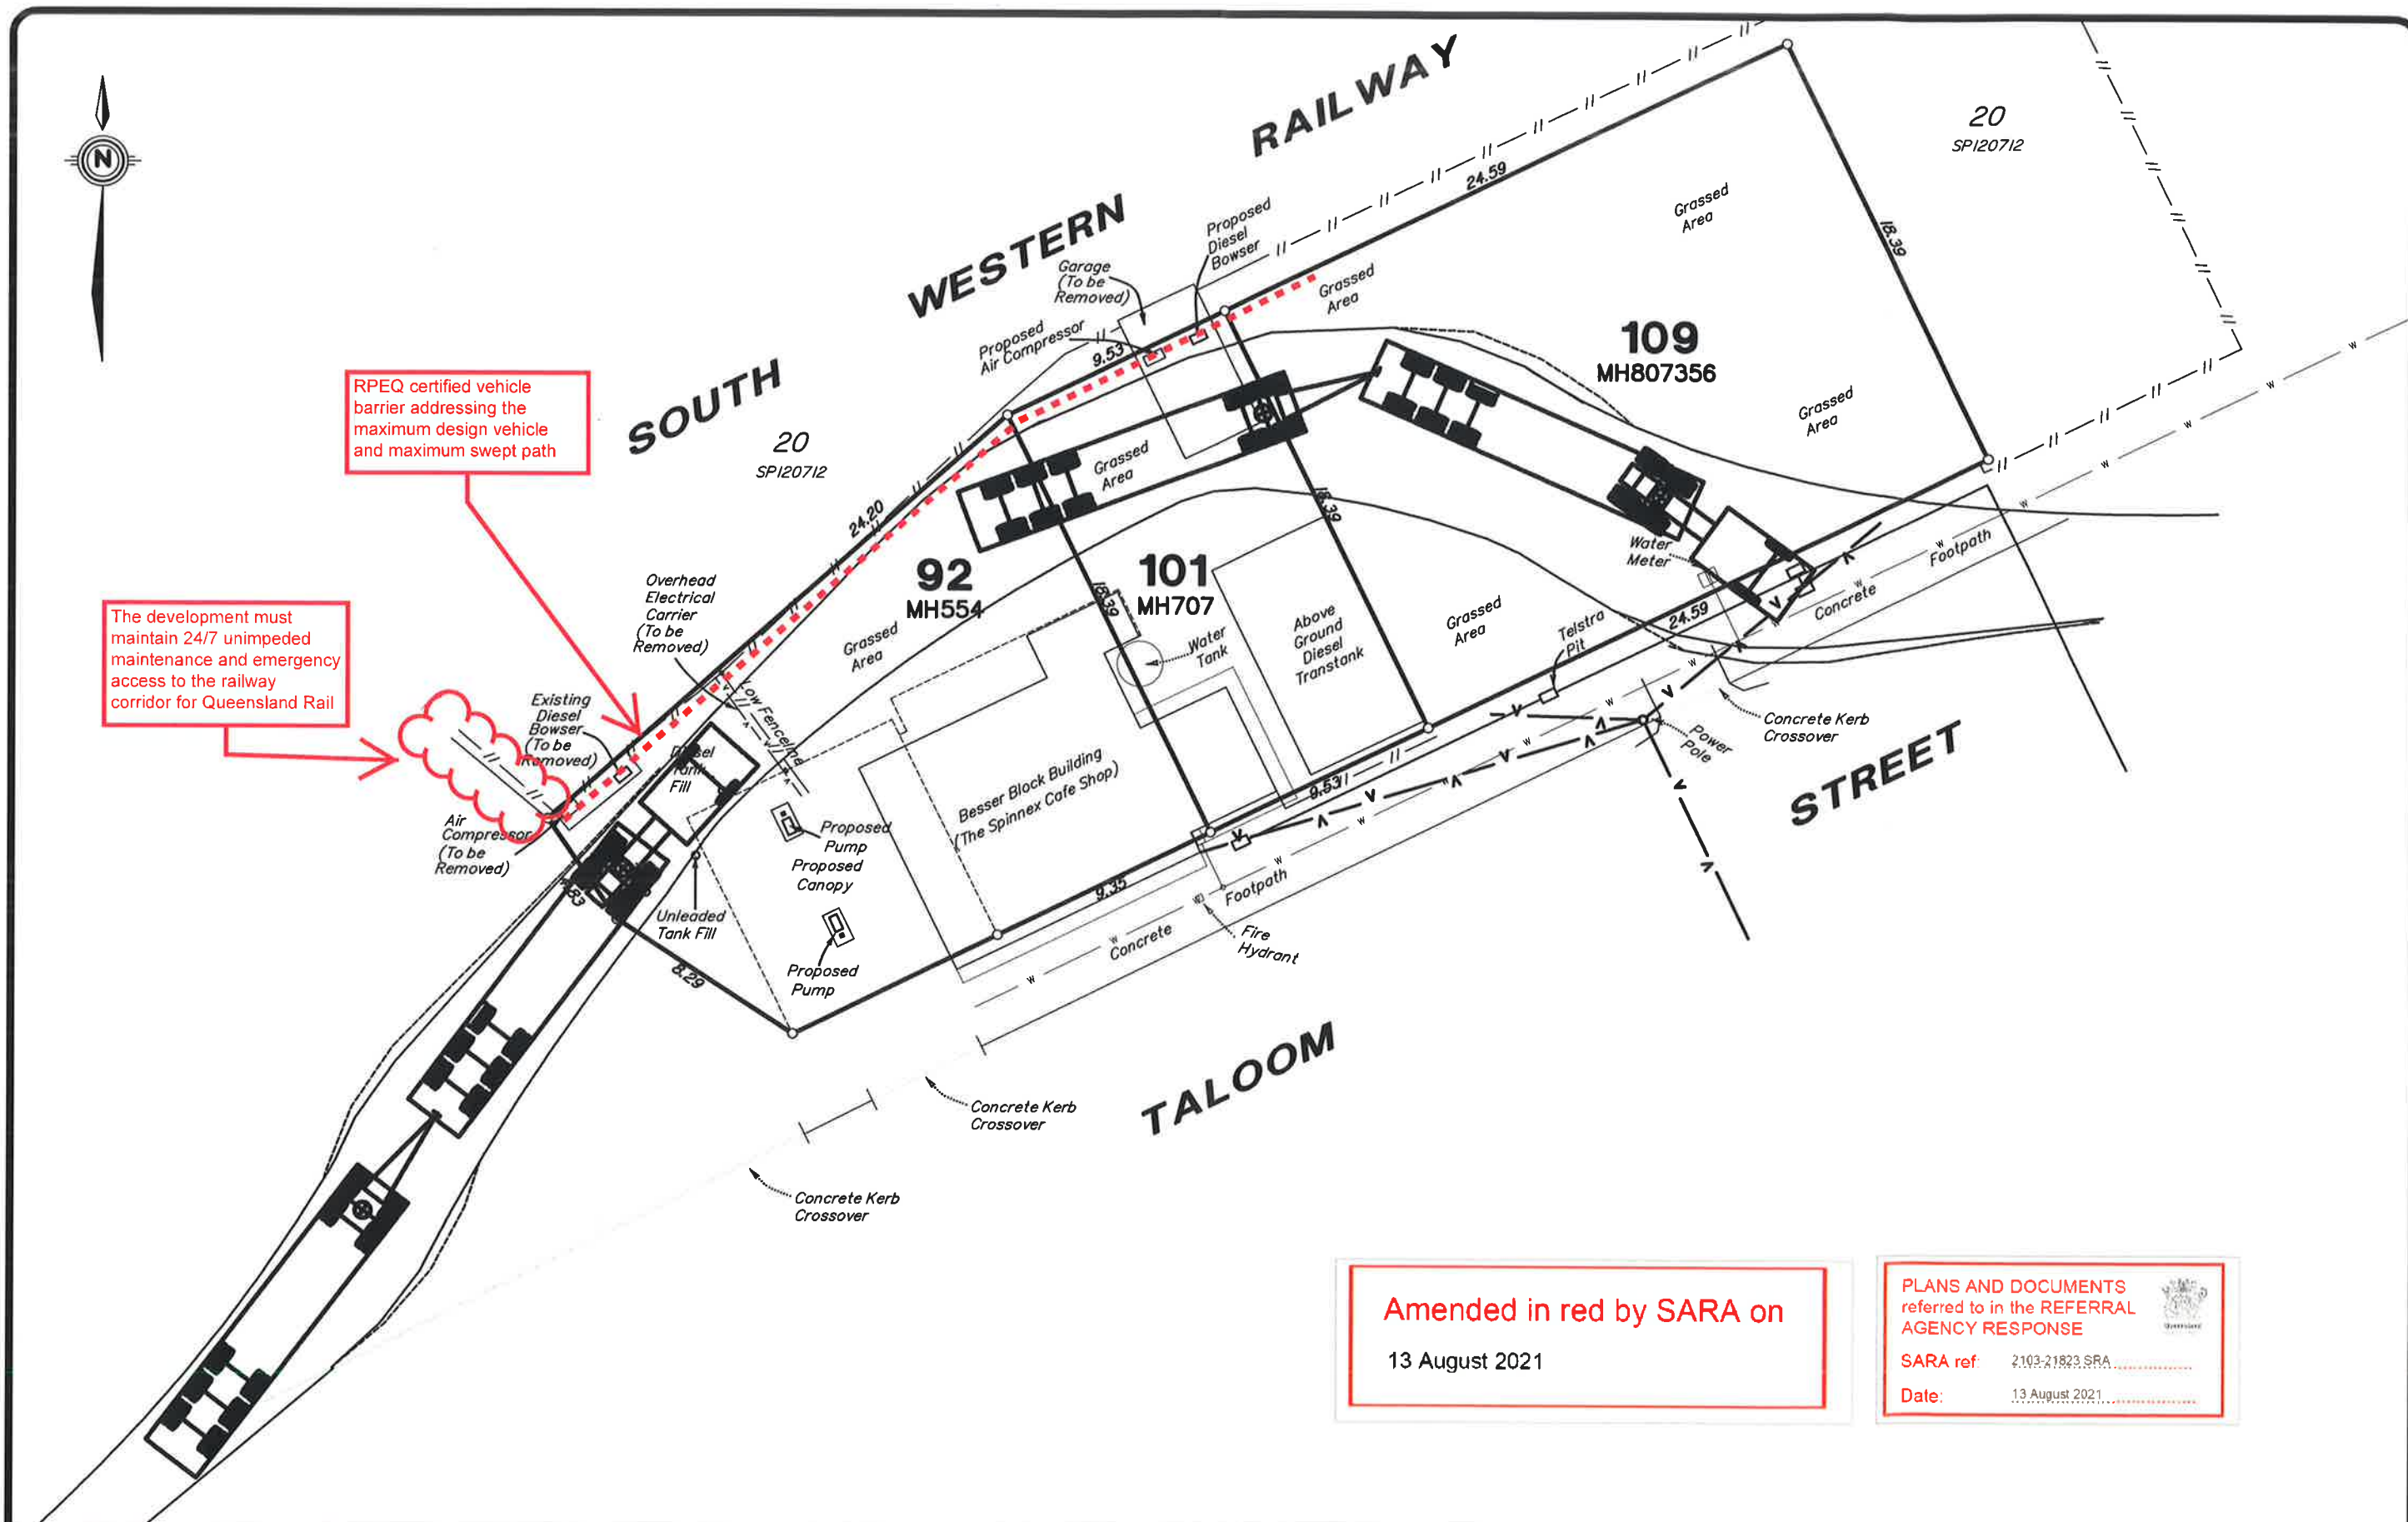 N
SOUTH
WESTERN
RAILWAY
20
SP120712
24.59
Grassed
Area
18.39
Proposed
Diesel
Bowser
Garage
(To be
Removed)
Grassed
Area
Proposed
Air Compressor
9.53
109
MH807356
Grassed
Area
RPEQ certified vehicle
barrier addressing the
maximum design vehicle
and maximum swept path
20
SP120712
24.20
Grassed
Area
18.39
92
MH554
101
MH707
18.39
Water
Meter
Footpath
Concrete
Overhead
Electrical
Carrier
(To be
Removed)
Grassed
Area
Water
Tank
Above
Ground
Diesel
Transtank
Grassed
Area
Telstra
Pit
24.59
The development must
maintain 24/7 unimpeded
maintenance and emergency
access to the railway
corridor for Queensland Rail
Existing
Diesel
Bowser
(To be
Removed)
Low Fenceline
Diesel
Tank
Fill
Concrete Kerb
Crossover
Power
Pole
STREET
Air
Compressor
(To be
Removed)
Proposed
Pump
Proposed
Canopy
Besser Block Building
(The Spinnex Cafe Shop)
9.53
Unleaded
Tank Fill
8.29
Proposed
Pump
9.35
Footpath
Concrete
Fire
Hydrant
TALOOM
Concrete Kerb
Crossover
Concrete Kerb
Crossover
Amended in red by SARA on
13 August 2021
PLANS AND DOCUMENTS
referred to in the REFERRAL
AGENCY RESPONSE
Queensland
SARA ref: 2103-21823 SRA
Date: 13 August 2021